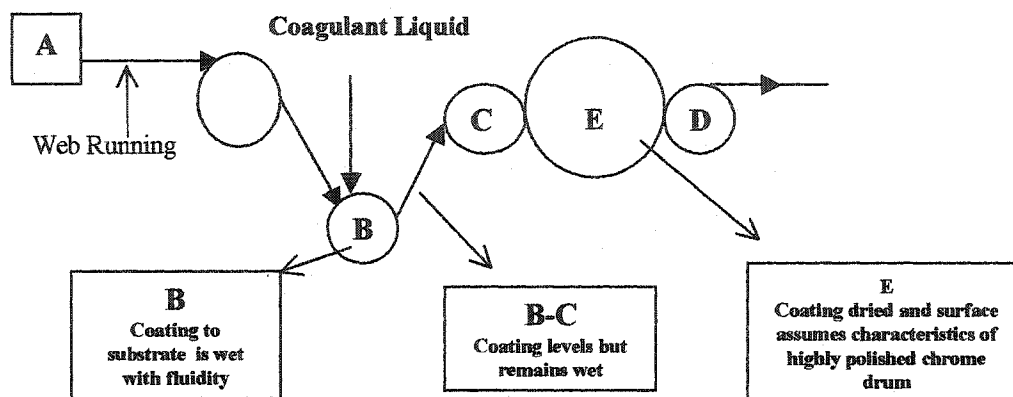 Coagulant Liquid
A
Web Running
C
E
D
B
B
Coating to
substrate is wet
with fluidity
B-C
Coating levels but
remains wet
E
Coating dried and surface
assumes characteristics of
highly polished chrome
drum